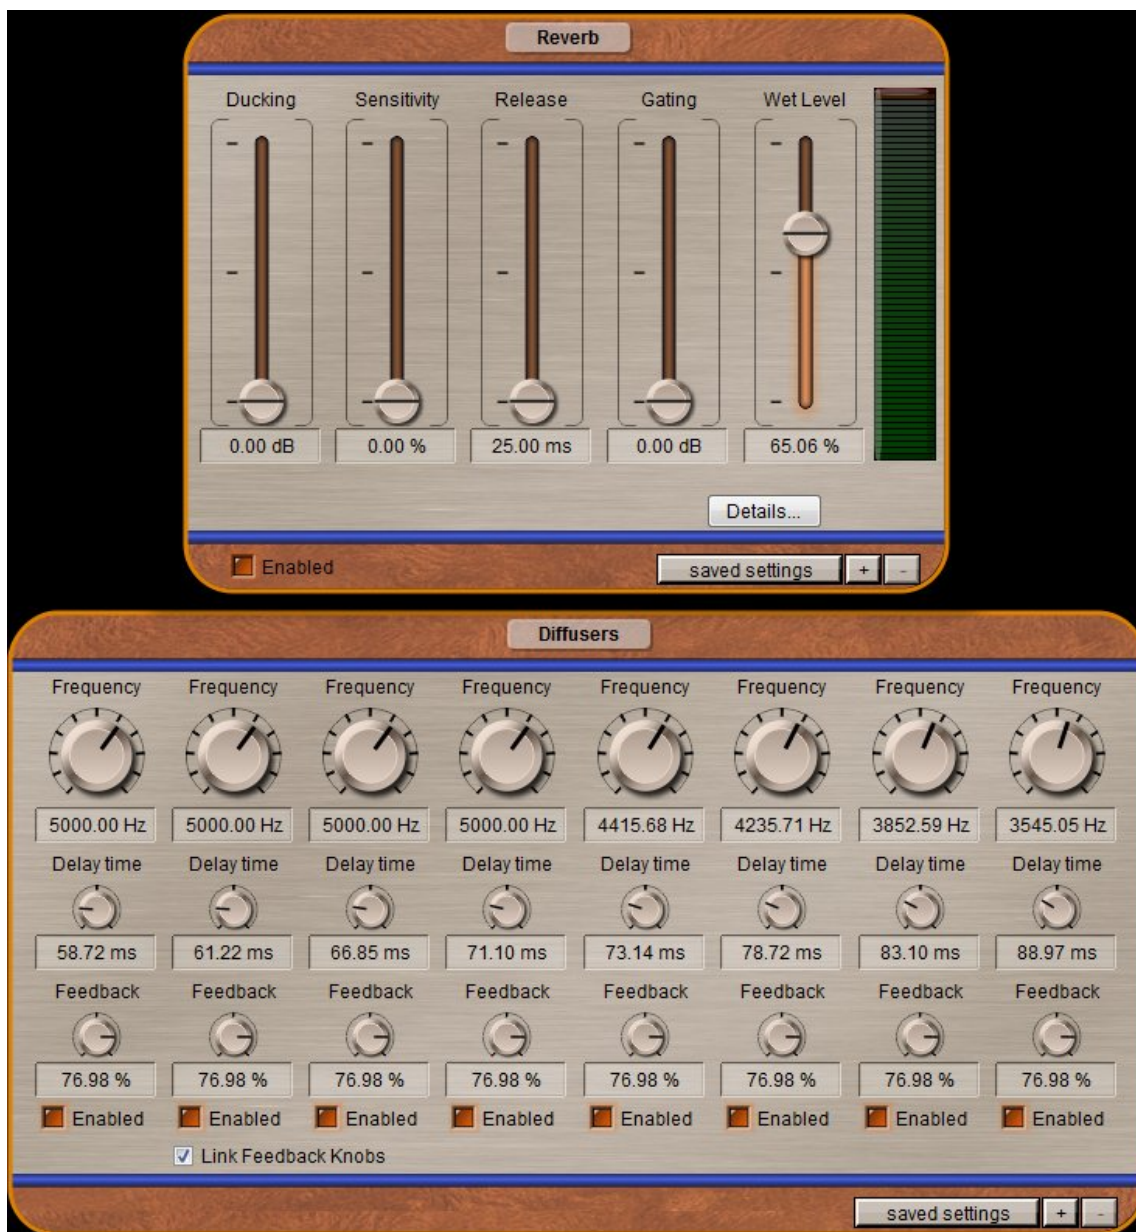 Reverb
Ducking Sensitivity Release Gating Wet Level
0.00 dB 0.00 % 25.00 ms 0.00 dB 65.06 %
Details...
Enabled saved settings + -
Diffusers
Frequency Frequency Frequency Frequency Frequency Frequency Frequency Frequency
5000.00 Hz 5000.00 Hz 5000.00 Hz 5000.00 Hz 4415.68 Hz 4235.71 Hz 3852.59 Hz 3545.05 Hz
Delay time Delay time Delay time Delay time Delay time Delay time Delay time Delay time
58.72 ms 61.22 ms 66.85 ms 71.10 ms 73.14 ms 78.72 ms 83.10 ms 88.97 ms
Feedback Feedback Feedback Feedback Feedback Feedback Feedback Feedback
76.98 % 76.98 % 76.98 % 76.98 % 76.98 % 76.98 % 76.98 % 76.98 %
Enabled Enabled Enabled Enabled Enabled Enabled Enabled Enabled
Link Feedback Knobs
saved settings + -